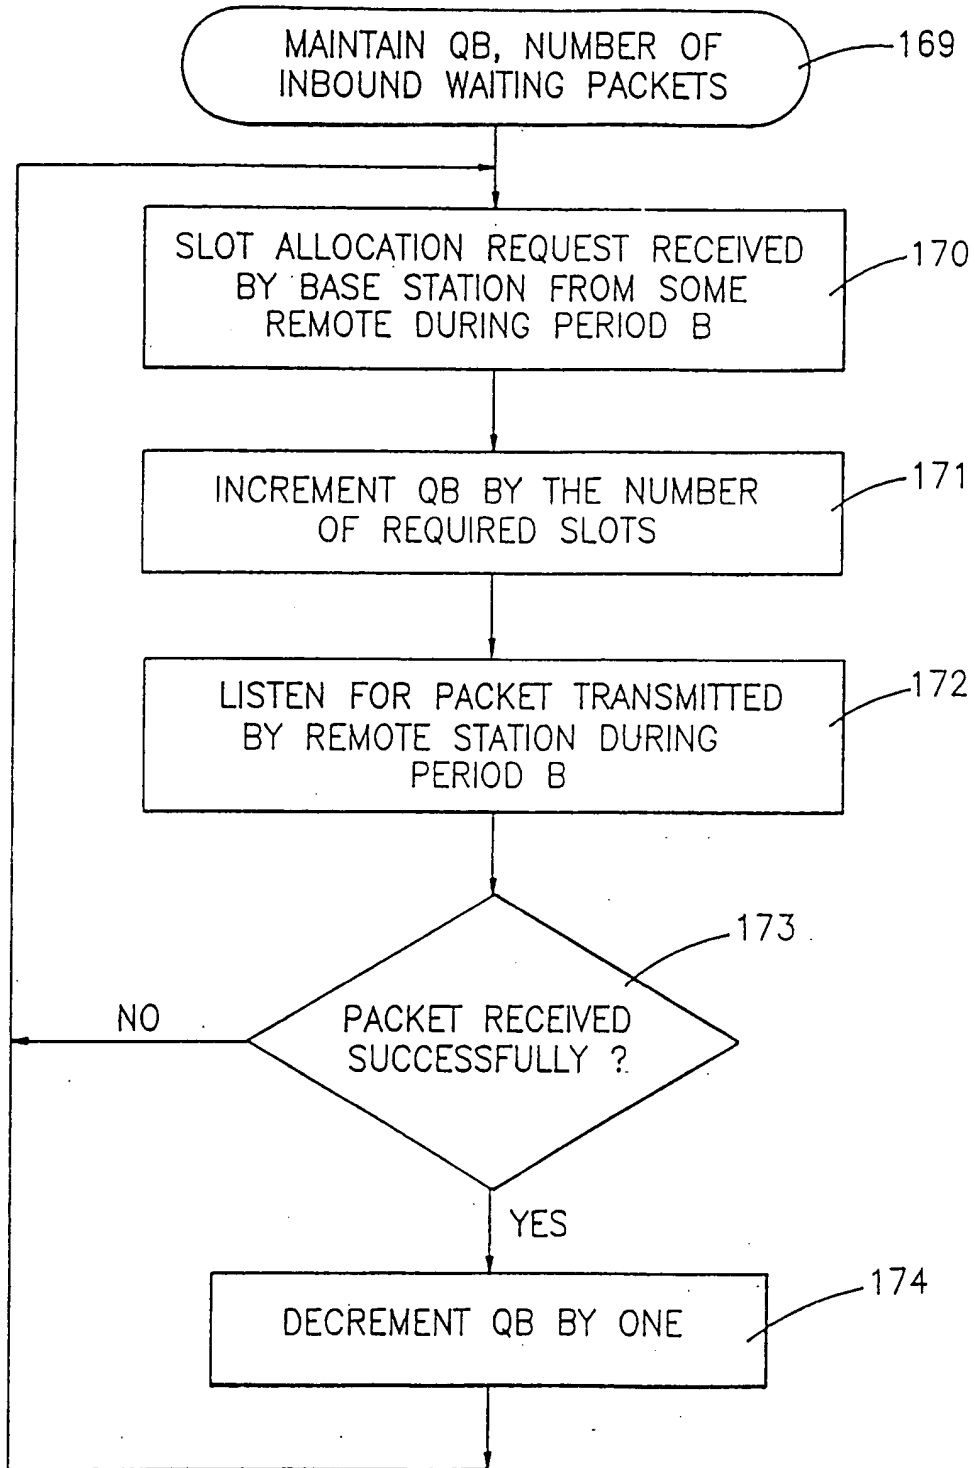 MAINTAIN QB, NUMBER OF
INBOUND WAITING PACKETS
169
SLOT ALLOCATION REQUEST RECEIVED
BY BASE STATION FROM SOME
REMOTE DURING PERIOD B
170
INCREMENT QB BY THE NUMBER
OF REQUIRED SLOTS
171
LISTEN FOR PACKET TRANSMITTED
BY REMOTE STATION DURING
PERIOD B
172
PACKET RECEIVED
SUCCESSFULLY ?
173
NO
YES
DECREMENT QB BY ONE
174